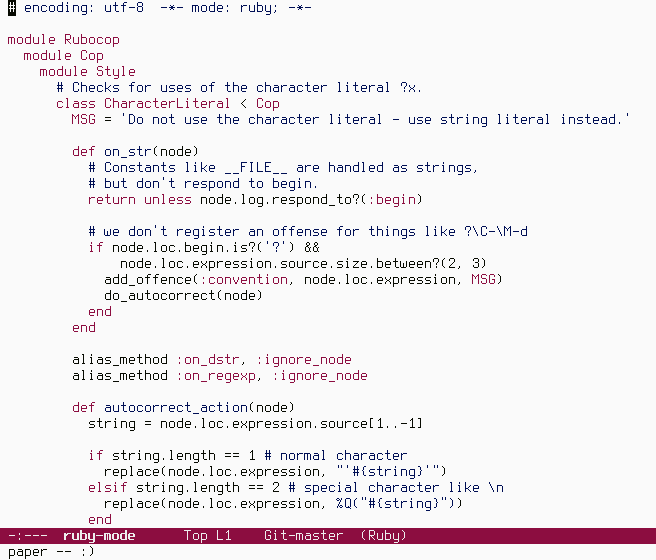 # encoding: utf-8  -*- mode: ruby; -*-
module Rubocop
  module Cop
    module Style
      # Checks for uses of the character literal ?x.
      class CharacterLiteral < Cop
        MSG = 'Do not use the character literal - use string literal instead.'
        def on_str(node)
          # Constants like __FILE__ are handled as strings,
          # but don't respond to begin.
          return unless node.log.respond_to?(:begin)
          # we don't register an offense for things like ?\C-\M-d
          if node.loc.begin.is?('?') &&
              node.loc.expression.source.size.between?(2, 3)
            add_offence(:convention, node.loc.expression, MSG)
            do_autocorrect(node)
          end
        end
        alias_method :on_dstr, :ignore_node
        alias_method :on_regexp, :ignore_node
        def autocorrect_action(node)
          string = node.loc.expression.source[1..-1]
          if string.length == 1 # normal character
            replace(node.loc.expression, "'#{string}'")
          elsif string.length == 2 # special character like \n
            replace(node.loc.expression, %Q("#{string}"))
          end
-:---  ruby-mode      Top L1    Git-master  (Ruby)
paper -- :)